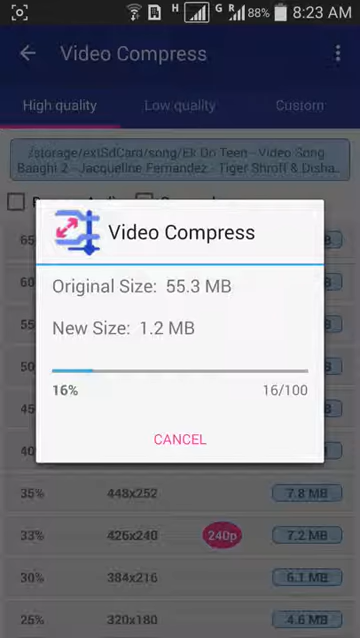 H G R 88% 8:23 AM
Video Compress
High quality Low quality Custom
/storage/extSdCard/song/Ek Do Teen - Video Song
Baaghi 2 - Jacqueline Fernandez - Tiger Shroff & Disha..
Video Compress
Original Size: 55.3 MB
New Size: 1.2 MB
16% 16/100
CANCEL
35% 448x252 7.8 MB
33% 426x240 240p 7.2 MB
30% 384x216 6.1 MB
25% 320x180 4.6 MB